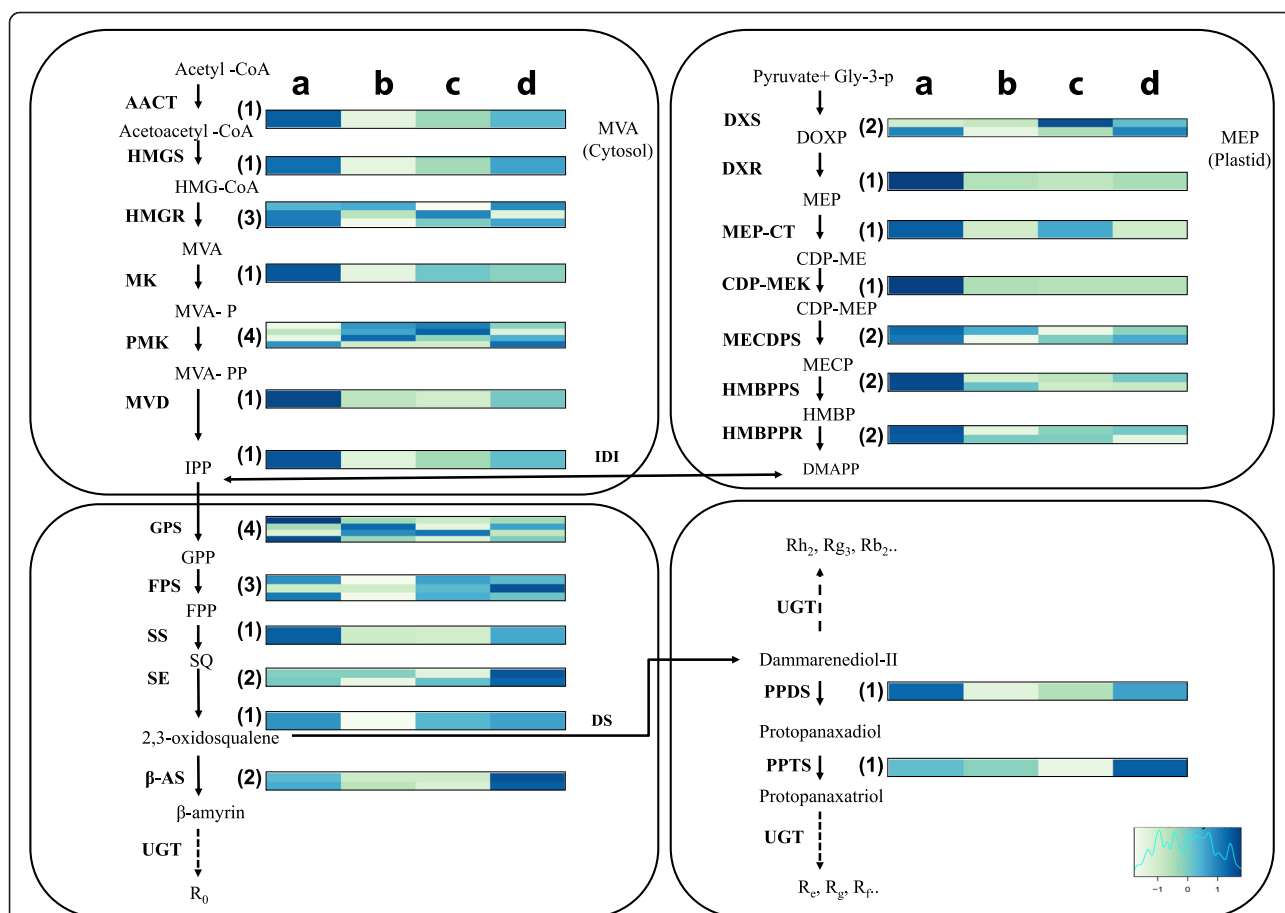 a b c d
Acetyl -CoA
AACT (1)
Acetoacetyl -CoA
MVA
(Cytosol)
HMGS (1)
HMG-CoA
HMGR (3)
MVA
MK (1)
MVA- P
PMK (4)
MVA- PP
MVD (1)
(1) IDI
IPP
a b c d
Pyruvate+ Gly-3-p
DXS (2)
DOXP
MEP
(Plastid)
DXR (1)
MEP
MEP-CT (1)
CDP-ME
CDP-MEK (1)
CDP-MEP
MECDPS (2)
MECP
HMBPPS (2)
HMBP
HMBPPR (2)
DMAPP
GPS (4)
GPP
FPS (3)
FPP
SS (1)
SQ
SE (2)
(1) DS
2,3-oxidosqualene
β-AS (2)
β-amyrin
UGT
R₀
Rh₂, Rg₃, Rb₂..
UGT
Dammarenediol-II
PPDS (1)
Protopanaxadiol
PPTS (1)
Protopanaxatriol
UGT
Rₑ, R_g, R_f..
−1 0 1